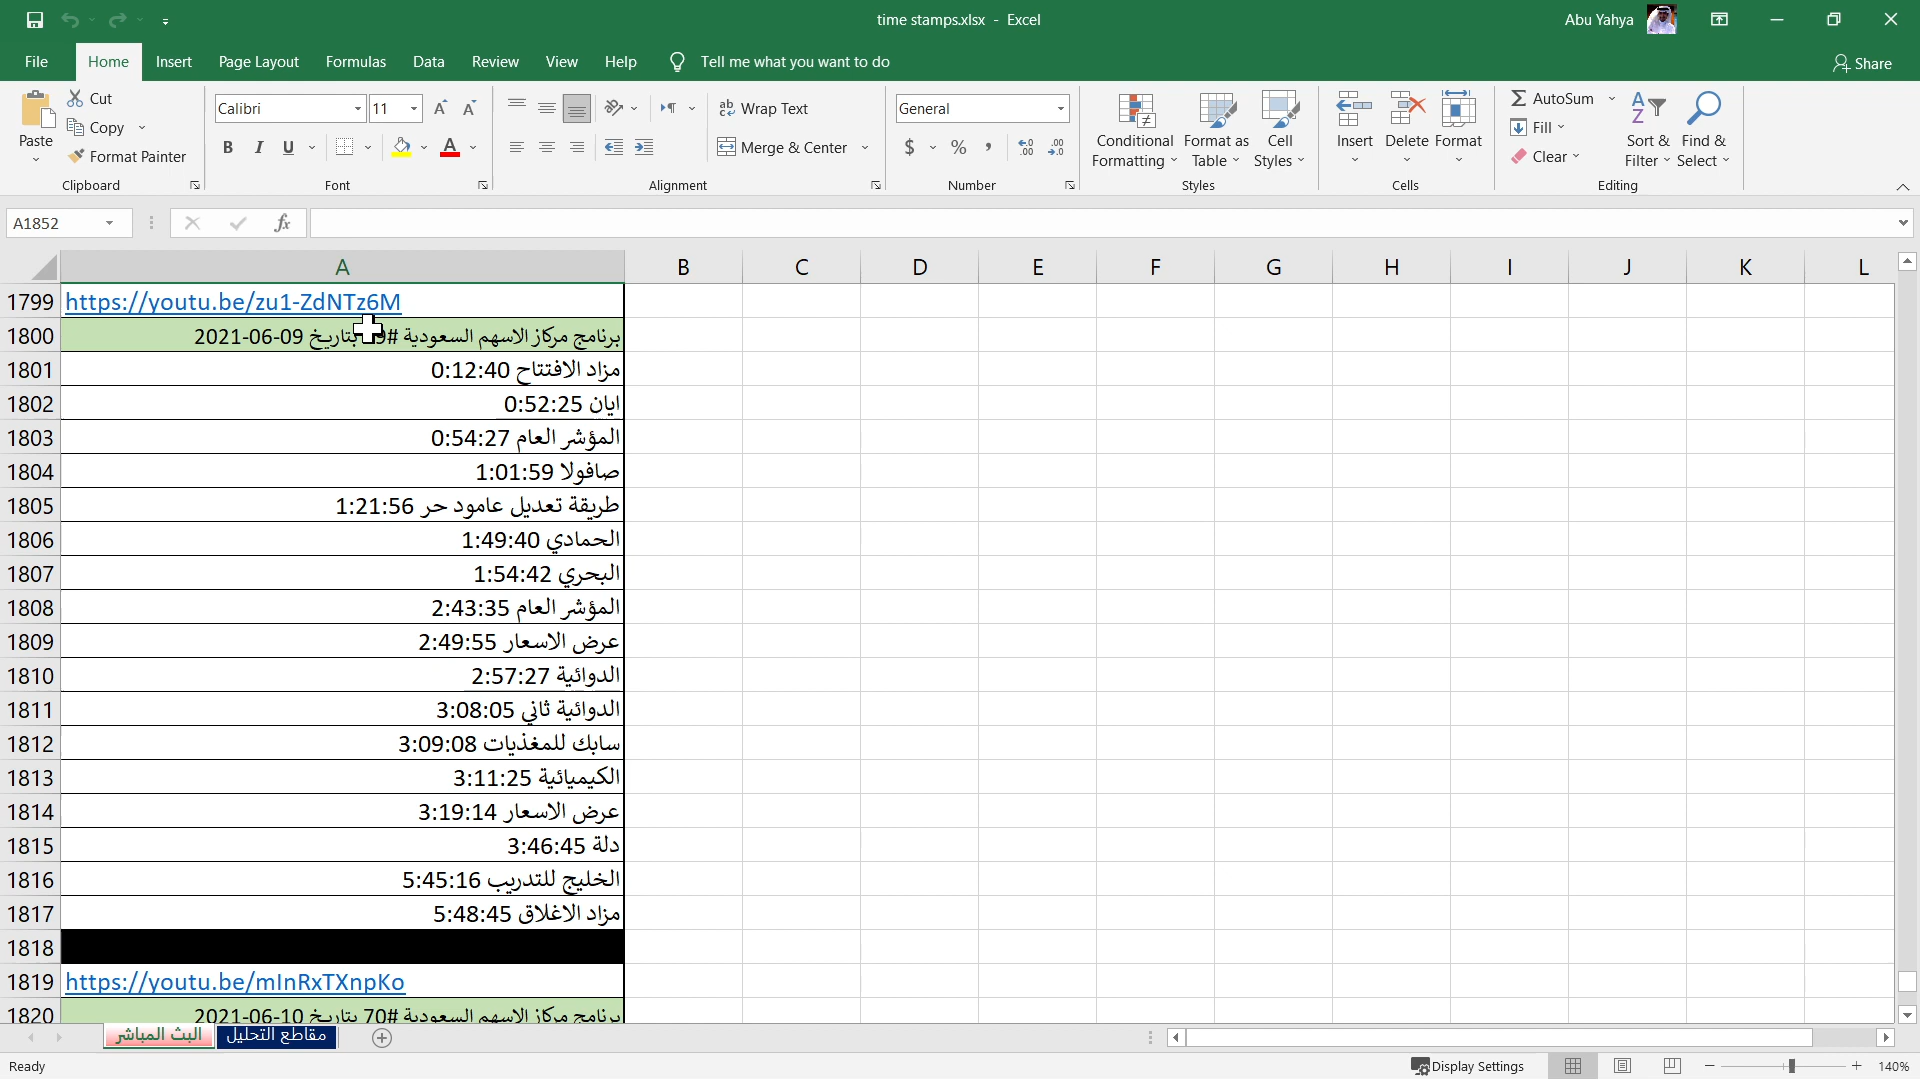 time stamps.xlsx - Excel
Abu Yahya
File Home Insert Page Layout Formulas Data Review View Help Tell me what you want to do
Share
Paste
Cut
Copy
Format Painter
Clipboard
Calibri 11
B I U A
Font
Wrap Text
Merge & Center
Alignment
General
$ % ,
Number
Conditional Formatting
Format as Table
Cell Styles
Styles
Insert Delete Format
Cells
AutoSum
Fill
Clear
Sort & Filter
Find & Select
Editing
A1852 fx
A B C D E F G H I J K L
1799 https://youtu.be/zu1-ZdNTz6M
1800 برنامج مركاز الاسهم السعودية بتاريخ 09-06-2021
1801 مزاد الافتتاح 0:12:40
1802 ايان 0:52:25
1803 المؤشر العام 0:54:27
1804 صافولا 1:01:59
1805 طريقة تعديل عامود حر 1:21:56
1806 الحمادي 1:49:40
1807 البحري 1:54:42
1808 المؤشر العام 2:43:35
1809 عرض الاسعار 2:49:55
1810 الدوائية 2:57:27
1811 الدوائية ثاني 3:08:05
1812 سابك للمغذيات 3:09:08
1813 الكيميائية 3:11:25
1814 عرض الاسعار 3:19:14
1815 دلة 3:46:45
1816 الخليج للتدريب 5:45:16
1817 مزاد الاغلاق 5:48:45
1818
1819 https://youtu.be/mlnRxTXnpKo
1820 برنامج مركاز الاسهم السعودية #70 بتاريخ 10-06-2021
البث المباشر مقاطع التحليل
Ready
Display Settings
140%